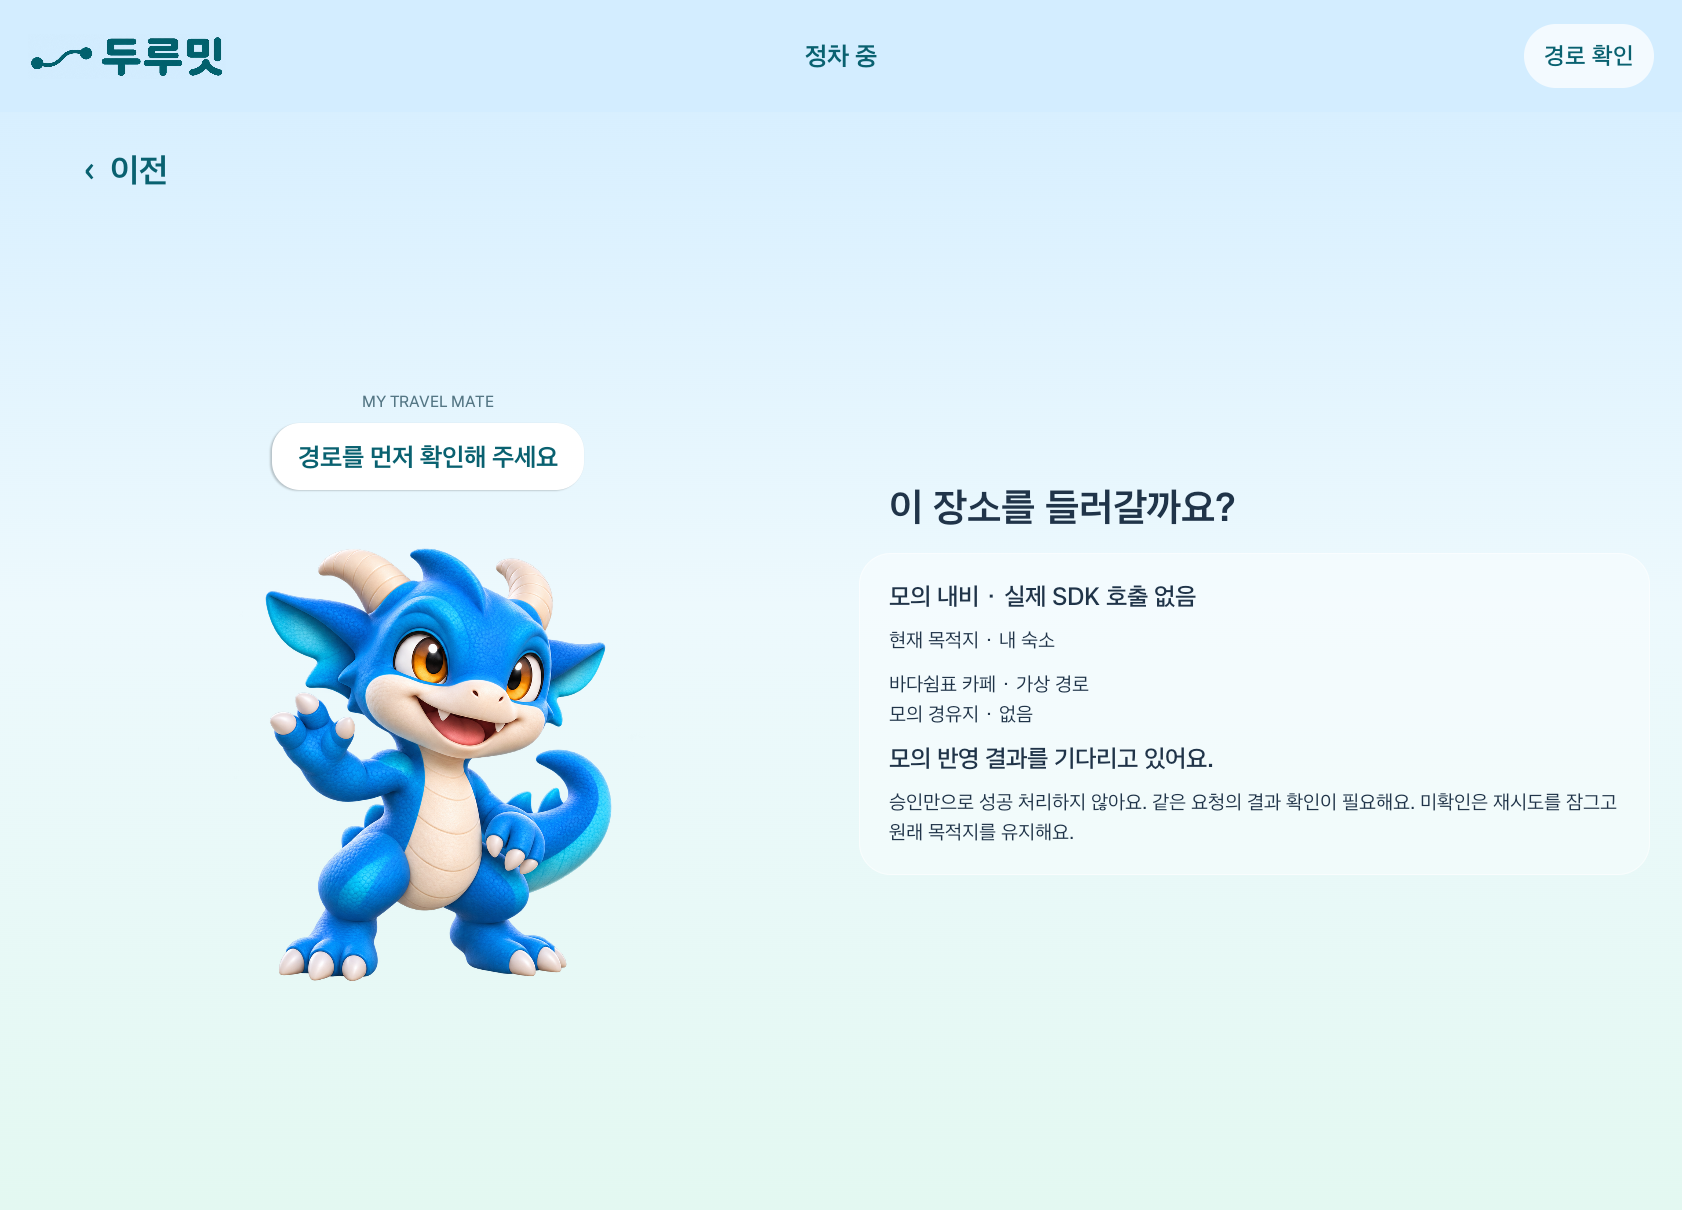 두루밋
정차 중
경로 확인
‹ 이전
MY TRAVEL MATE
경로를 먼저 확인해 주세요
이 장소를 들러갈까요?
모의 내비 · 실제 SDK 호출 없음
현재 목적지 · 내 숙소
바다쉼표 카페 · 가상 경로
모의 경유지 · 없음
모의 반영 결과를 기다리고 있어요.
승인만으로 성공 처리하지 않아요. 같은 요청의 결과 확인이 필요해요. 미확인은 재시도를 잠그고
원래 목적지를 유지해요.